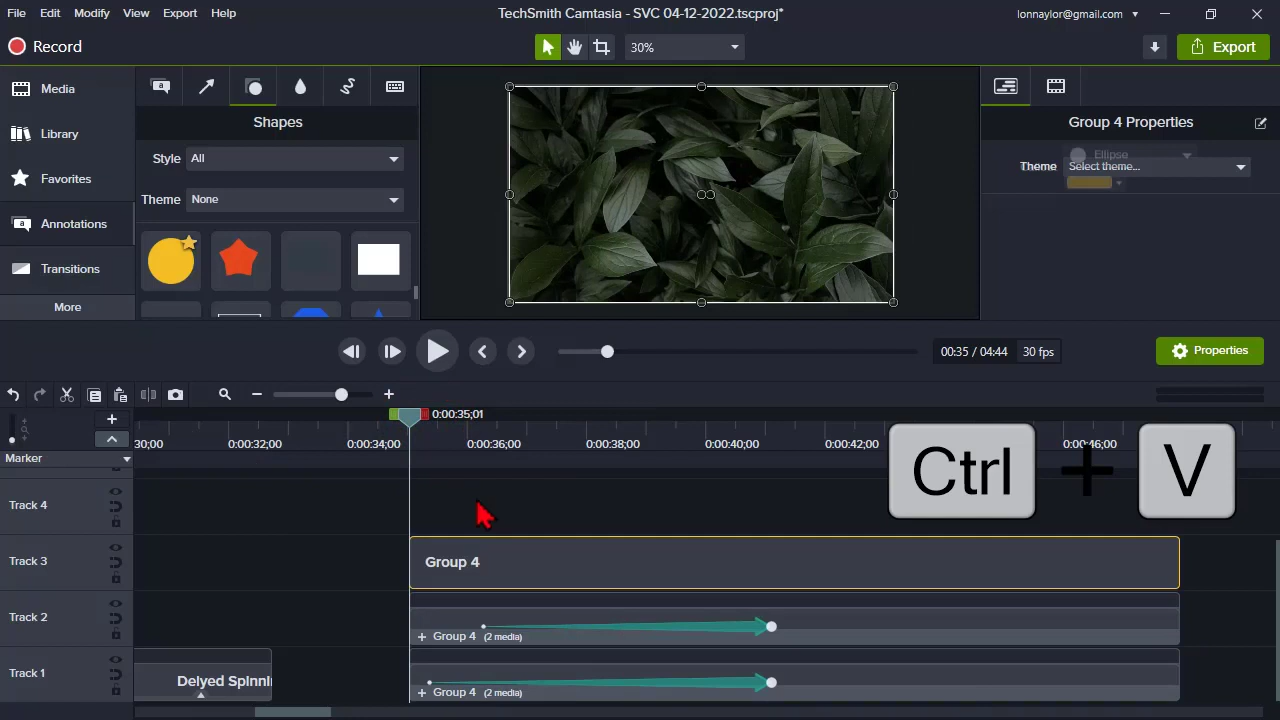 File Edit Modify View Export Help
TechSmith Camtasia - SVC 04-12-2022.tscproj*
lonnaylor@gmail.com
Record
30%
Export
Media
Library
Favorites
Annotations
Transitions
More
a
Shapes
Style All
Theme None
Group 4 Properties
Ellipse
Theme Select theme...
00:35 / 04:44 30 fps
Properties
0:00:35;01
30;00 0:00:32;00 0:00:34;00 0:00:36;00 0:00:38;00 0:00:40;00 0:00:42;00 0:00:46;00
Marker
Ctrl + V
Track 4
Track 3
Group 4
Track 2
+ Group 4 (2 media)
Track 1
Delyed Spinnin
+ Group 4 (2 media)